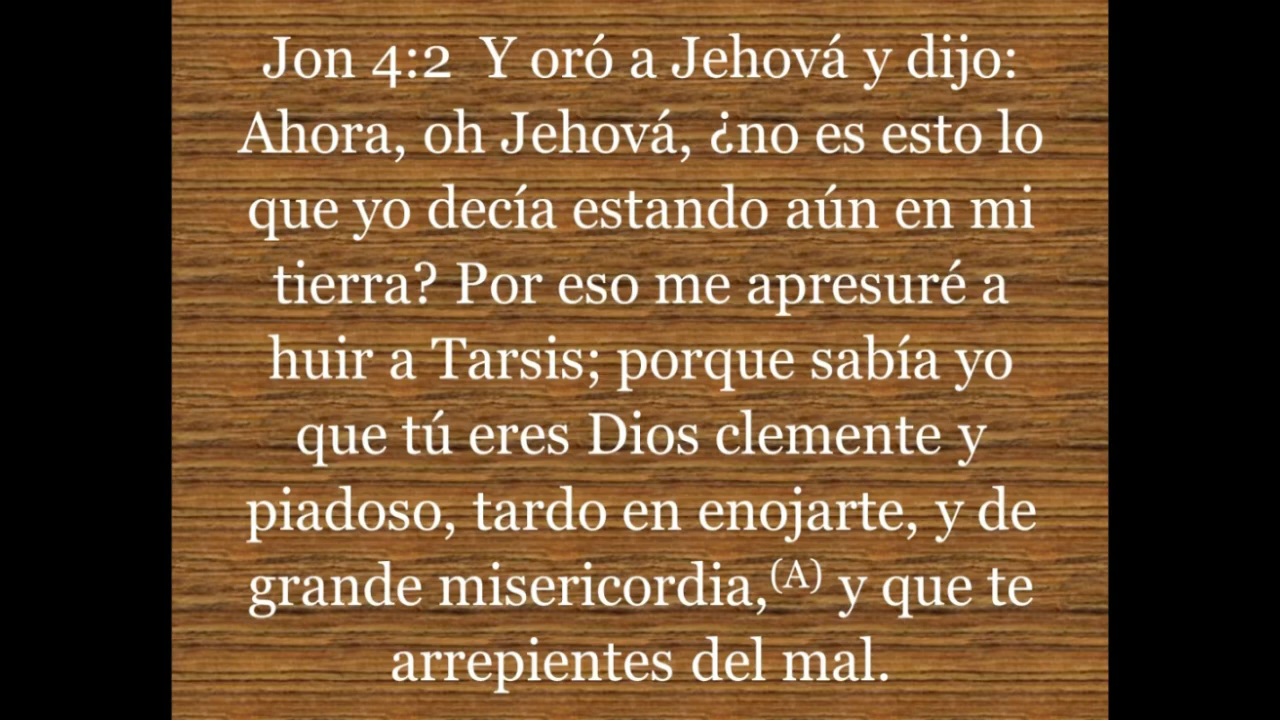 Jon 4:2  Y oró a Jehová y dijo:
Ahora, oh Jehová, ¿no es esto lo
que yo decía estando aún en mi
tierra? Por eso me apresuré a
huir a Tarsis; porque sabía yo
que tú eres Dios clemente y
piadoso, tardo en enojarte, y de
grande misericordia,(A) y que te
arrepientes del mal.